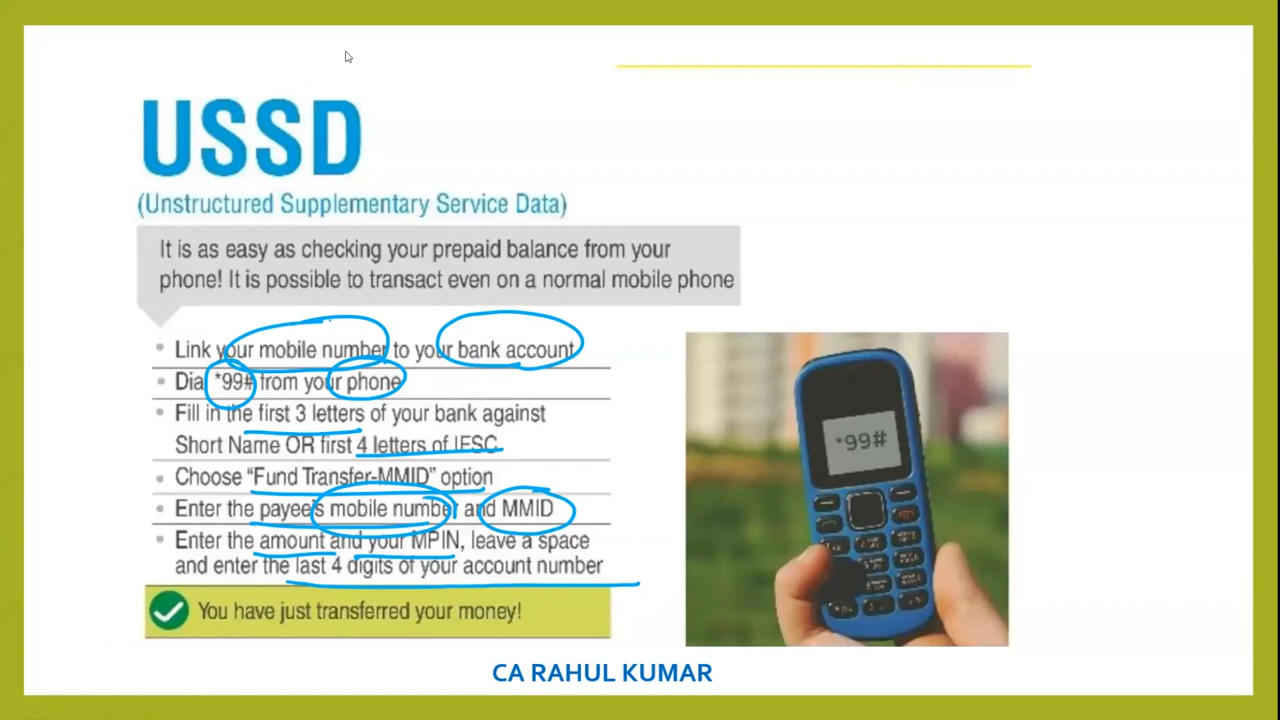 USSD
(Unstructured Supplementary Service Data)
It is as easy as checking your prepaid balance from your
phone! It is possible to transact even on a normal mobile phone
• Link your mobile number to your bank account
• Dial *99# from your phone
• Fill in the first 3 letters of your bank against
Short Name OR first 4 letters of IFSC
• Choose “Fund Transfer-MMID” option
• Enter the payee's mobile number and MMID
• Enter the amount and your MPIN, leave a space
and enter the last 4 digits of your account number
You have just transferred your money!
*99#
CA RAHUL KUMAR